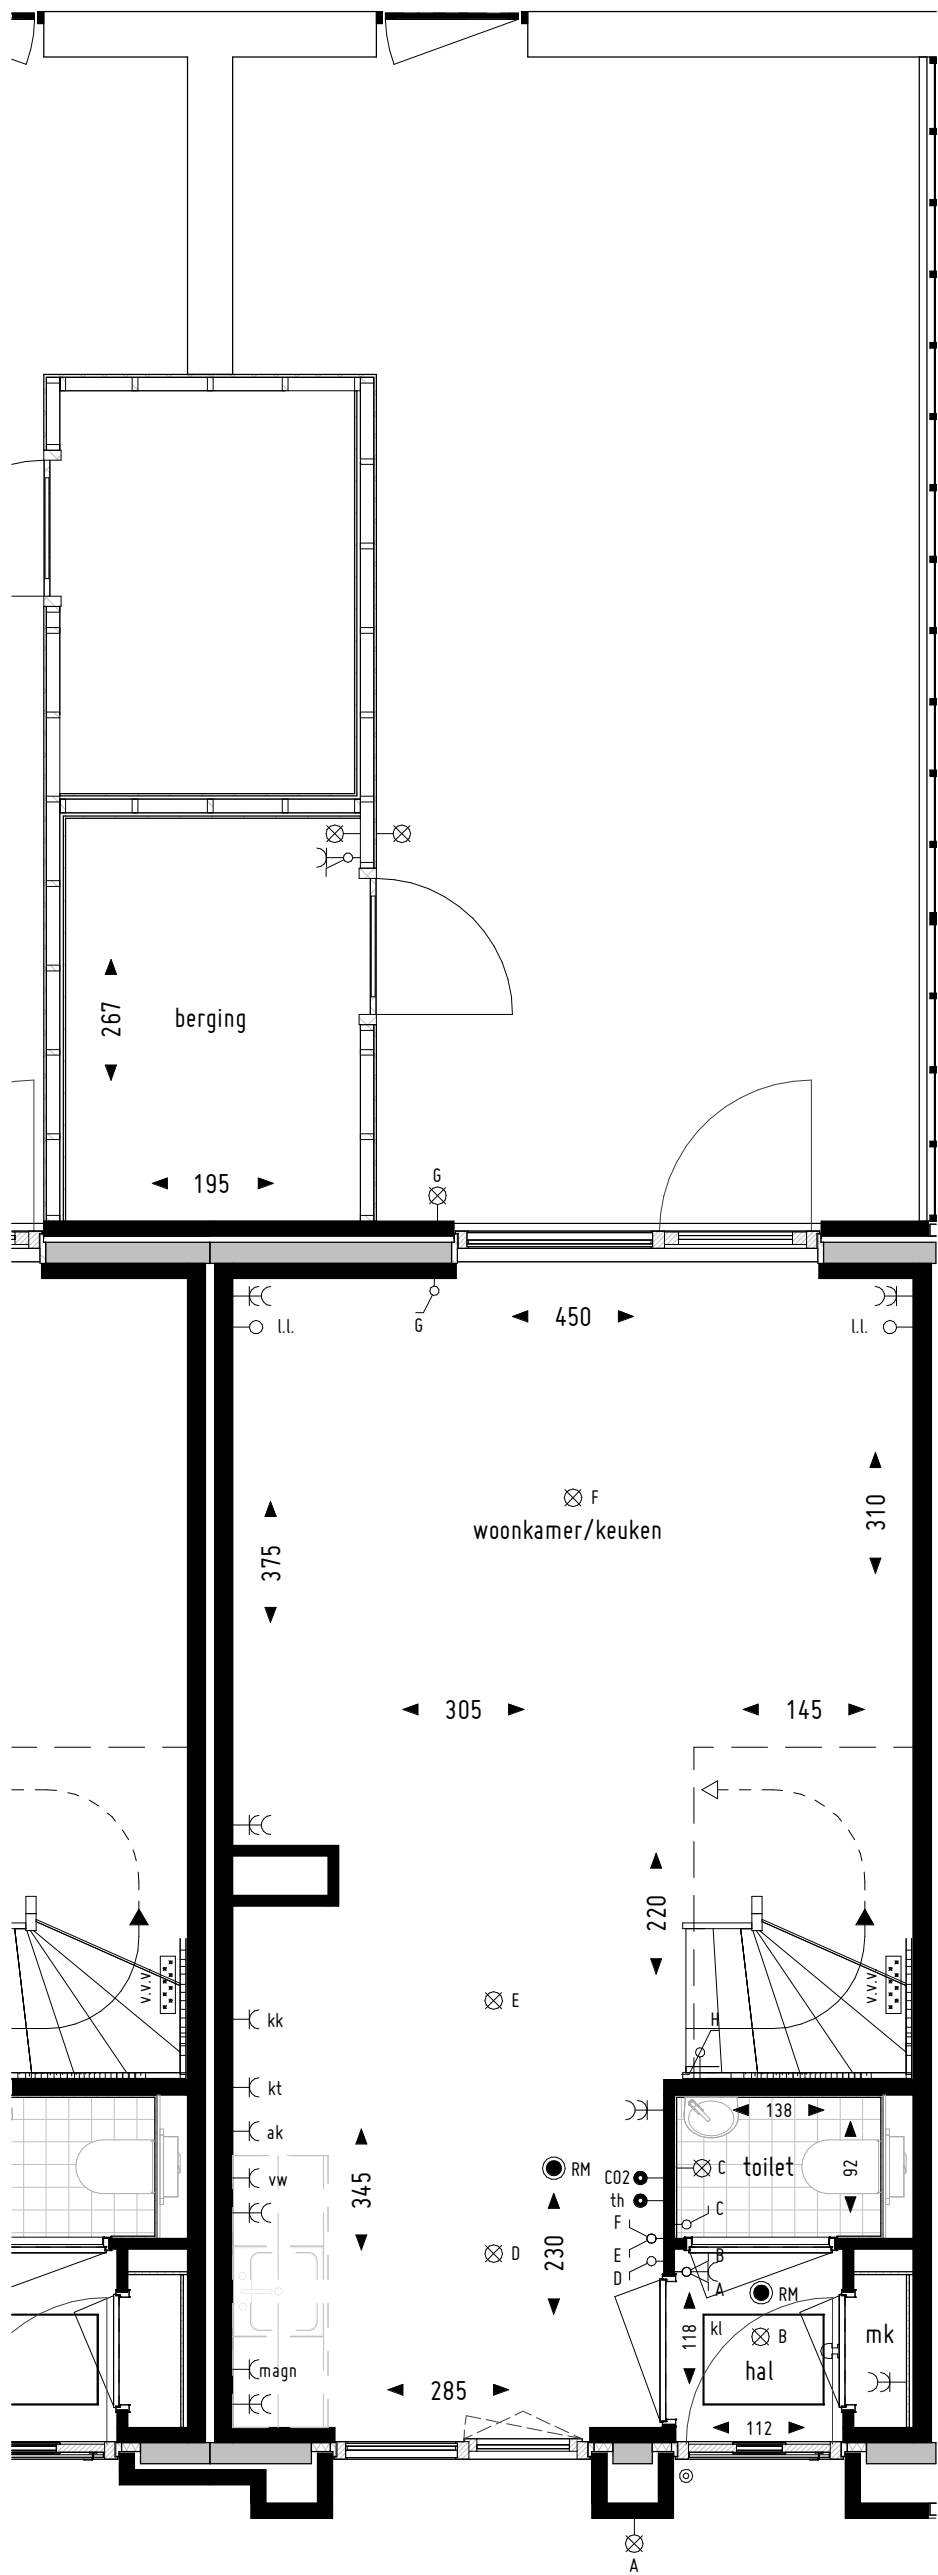 267
berging
195
G
G
450
l.l.
l.l.
F
woonkamer/keuken
375
310
305
145
220
v.v.v.
v.v.v.
E
H
kk
kt
ak
vw
138
toilet
C
92
345
RM
CO2
th
C
F
E
D
D
230
B
A
RM
118
kl
B
mk
hal
magn
285
112
A